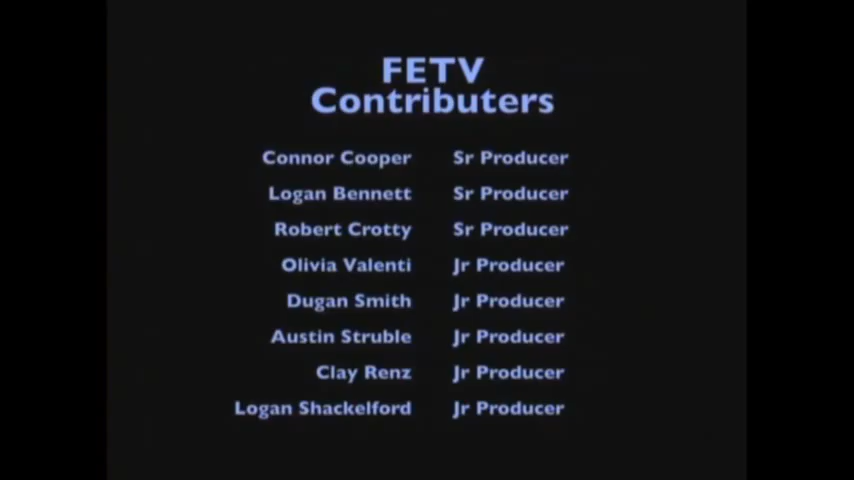 FETV
Contributers
Connor Cooper Sr Producer
Logan Bennett Sr Producer
Robert Crotty Sr Producer
Olivia Valenti Jr Producer
Dugan Smith Jr Producer
Austin Struble Jr Producer
Clay Renz Jr Producer
Logan Shackelford Jr Producer